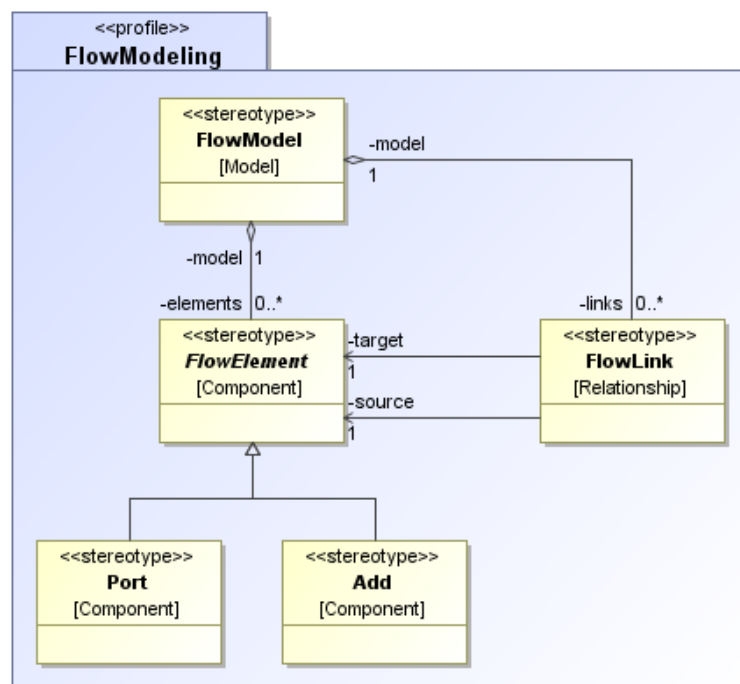 <<profile>>
FlowModeling
<<stereotype>>
FlowModel
[Model]
-model
1
-model 1
-elements 0..*
-links 0..*
<<stereotype>>
FlowElement
[Component]
-target
1
-source
1
<<stereotype>>
FlowLink
[Relationship]
<<stereotype>>
Port
[Component]
<<stereotype>>
Add
[Component]